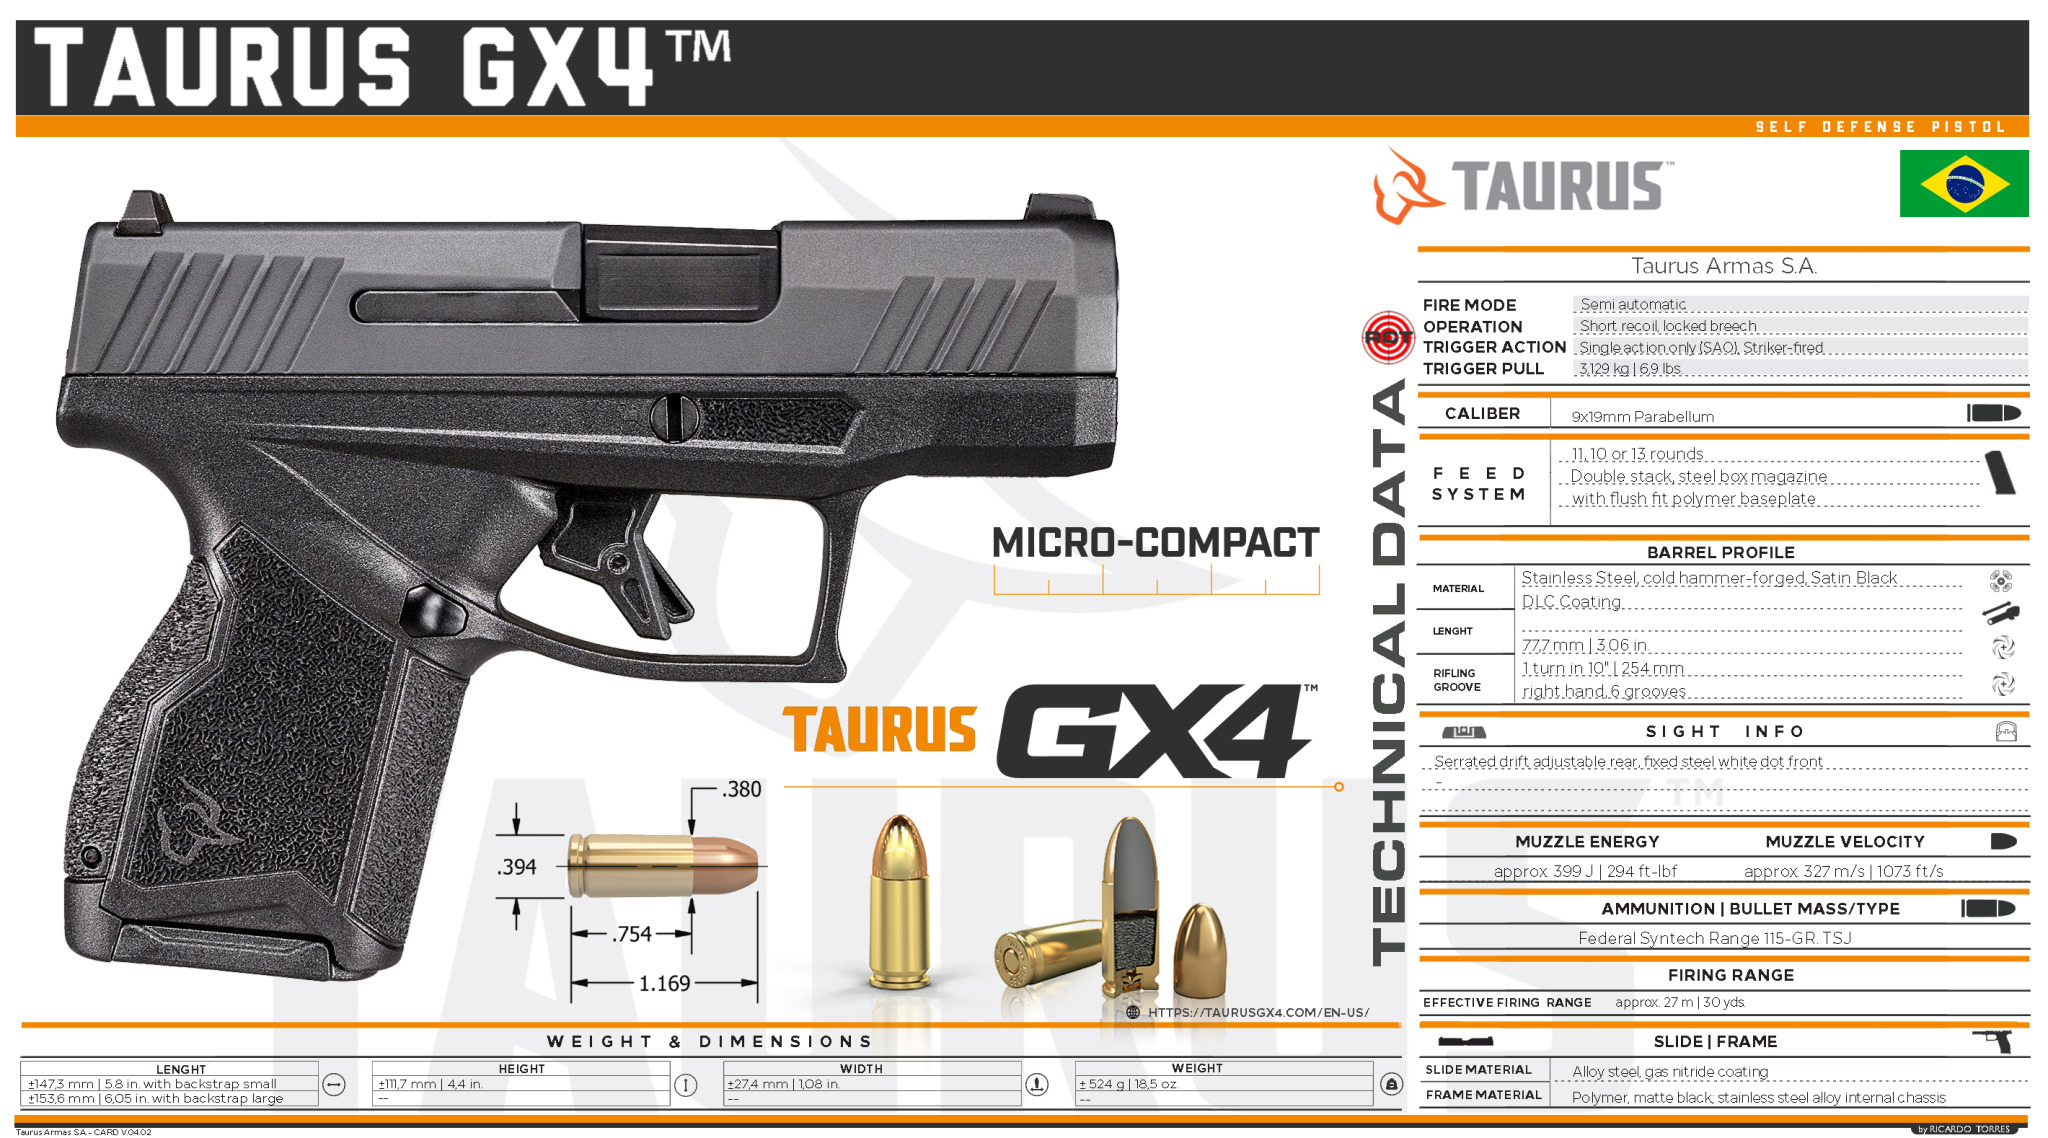 TAURUS GX4™
SELF DEFENSE PISTOL
TAURUS™
Taurus Armas S.A.
TECHNICAL DATA
RDT
FIRE MODE Semi automatic
OPERATION Short recoil, locked breech
TRIGGER ACTION Single action only (SAO), Striker-fired
TRIGGER PULL 3,129 kg | 6,9 lbs
CALIBER 9x19mm Parabellum
FEED SYSTEM
11, 10 or 13 rounds
Double stack, steel box magazine
with flush fit polymer baseplate
BARREL PROFILE
MATERIAL Stainless Steel, cold hammer-forged, Satin Black
DLC Coating
LENGHT
77,7 mm | 3.06 in.
RIFLING GROOVE
1 turn in 10" | 254 mm
right hand, 6 grooves
SIGHT INFO
Serrated drift adjustable rear, fixed steel white dot front
-
MUZZLE ENERGY MUZZLE VELOCITY
approx. 399 J | 294 ft-lbf approx. 327 m/s | 1073 ft/s
AMMUNITION | BULLET MASS/TYPE
Federal Syntech Range 115-GR. TSJ
FIRING RANGE
EFFECTIVE FIRING RANGE approx. 27 m | 30 yds.
SLIDE | FRAME
SLIDE MATERIAL Alloy steel, gas nitride coating
FRAME MATERIAL Polymer, matte black, stainless steel alloy internal chassis
MICRO-COMPACT
TAURUS GX4™
.380
.394
.754
1.169
HTTPS://TAURUSGX4.COM/EN-US/
TAURUS™
WEIGHT & DIMENSIONS
LENGHT HEIGHT WIDTH WEIGHT
±147,3 mm | 5.8 in. with backstrap small ±111,7 mm | 4,4 in. ±27,4 mm | 1,08 in. ± 524 g | 18,5 oz.
±153,6 mm | 6,05 in. with backstrap large -- -- --
Taurus Armas S.A - CARD V.04.02
by RICARDO TORRES